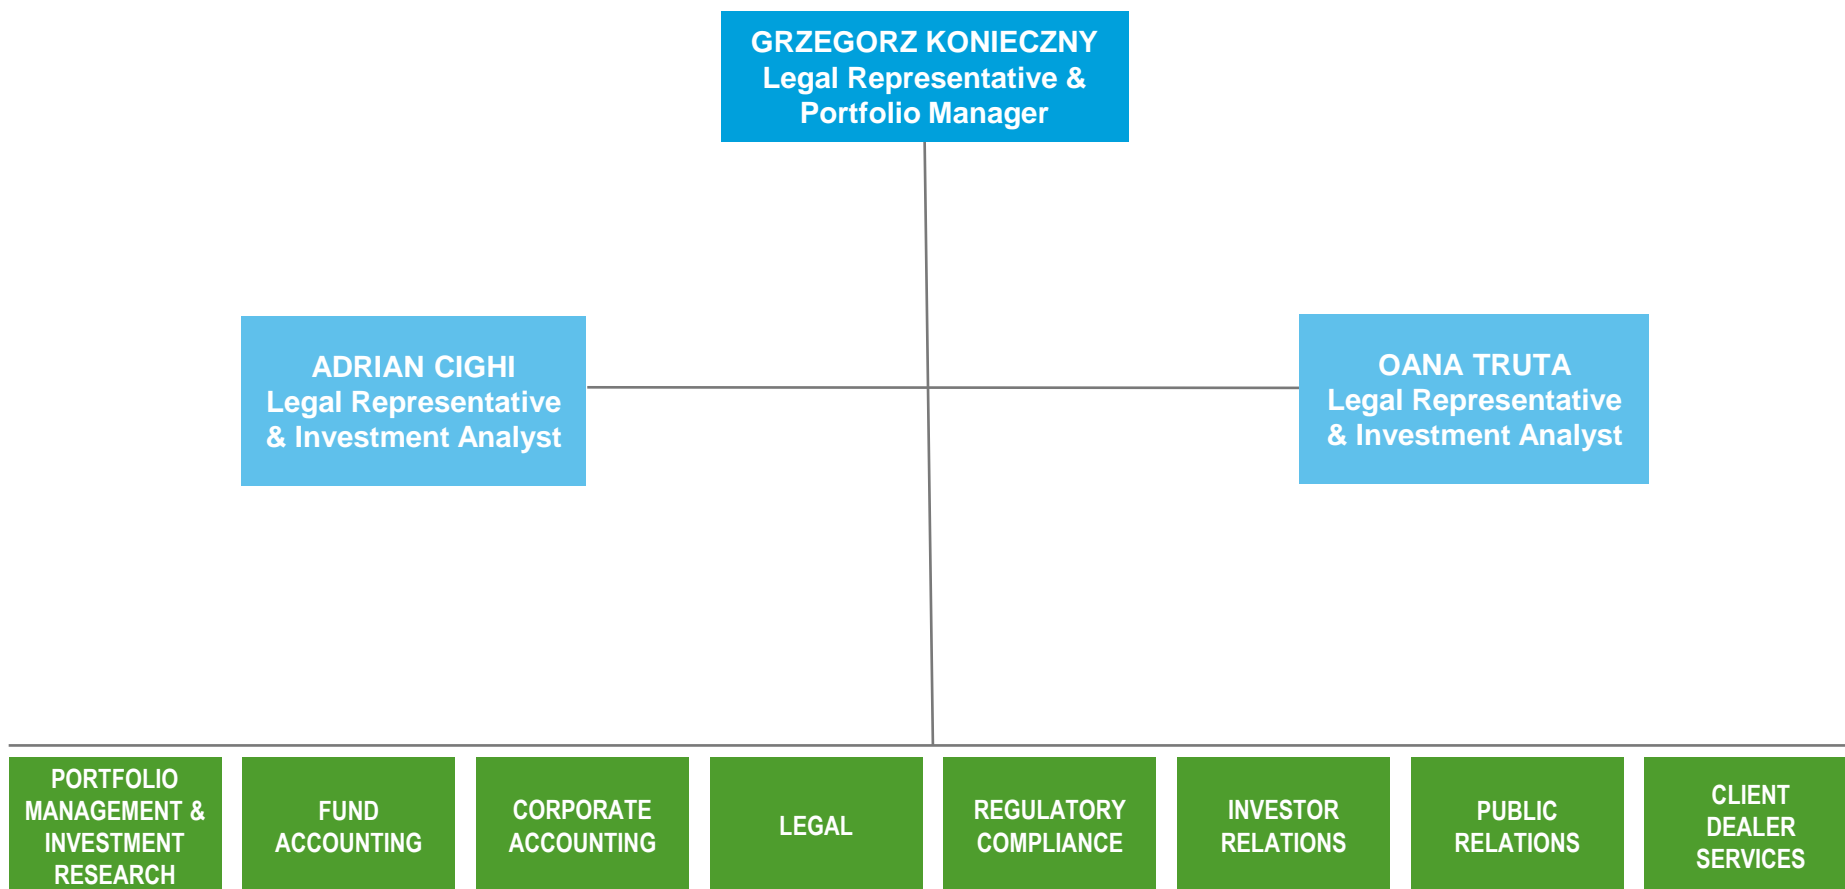 GRZEGORZ KONIECZNY
Legal Representative &
Portfolio Manager
ADRIAN CIGHI
Legal Representative
& Investment Analyst
OANA TRUTA
Legal Representative
& Investment Analyst
PORTFOLIO
MANAGEMENT &
INVESTMENT
RESEARCH
FUND
ACCOUNTING
CORPORATE
ACCOUNTING
LEGAL
REGULATORY
COMPLIANCE
INVESTOR
RELATIONS
PUBLIC
RELATIONS
CLIENT
DEALER
SERVICES